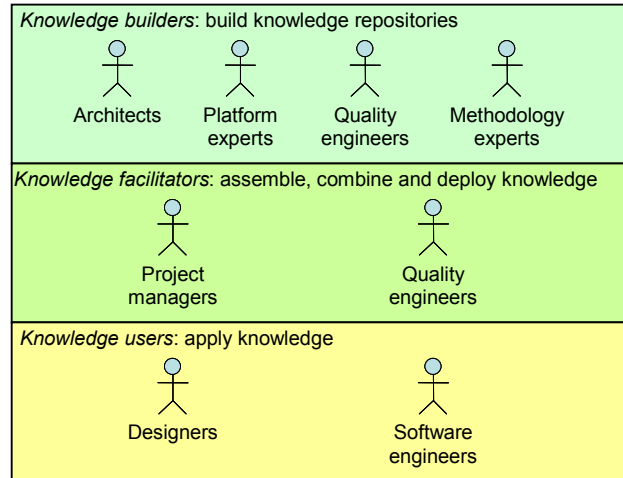 Knowledge builders: build knowledge repositories
Architects
Platform
experts
Quality
engineers
Methodology
experts
Knowledge facilitators: assemble, combine and deploy knowledge
Project
managers
Quality
engineers
Knowledge users: apply knowledge
Designers
Software
engineers